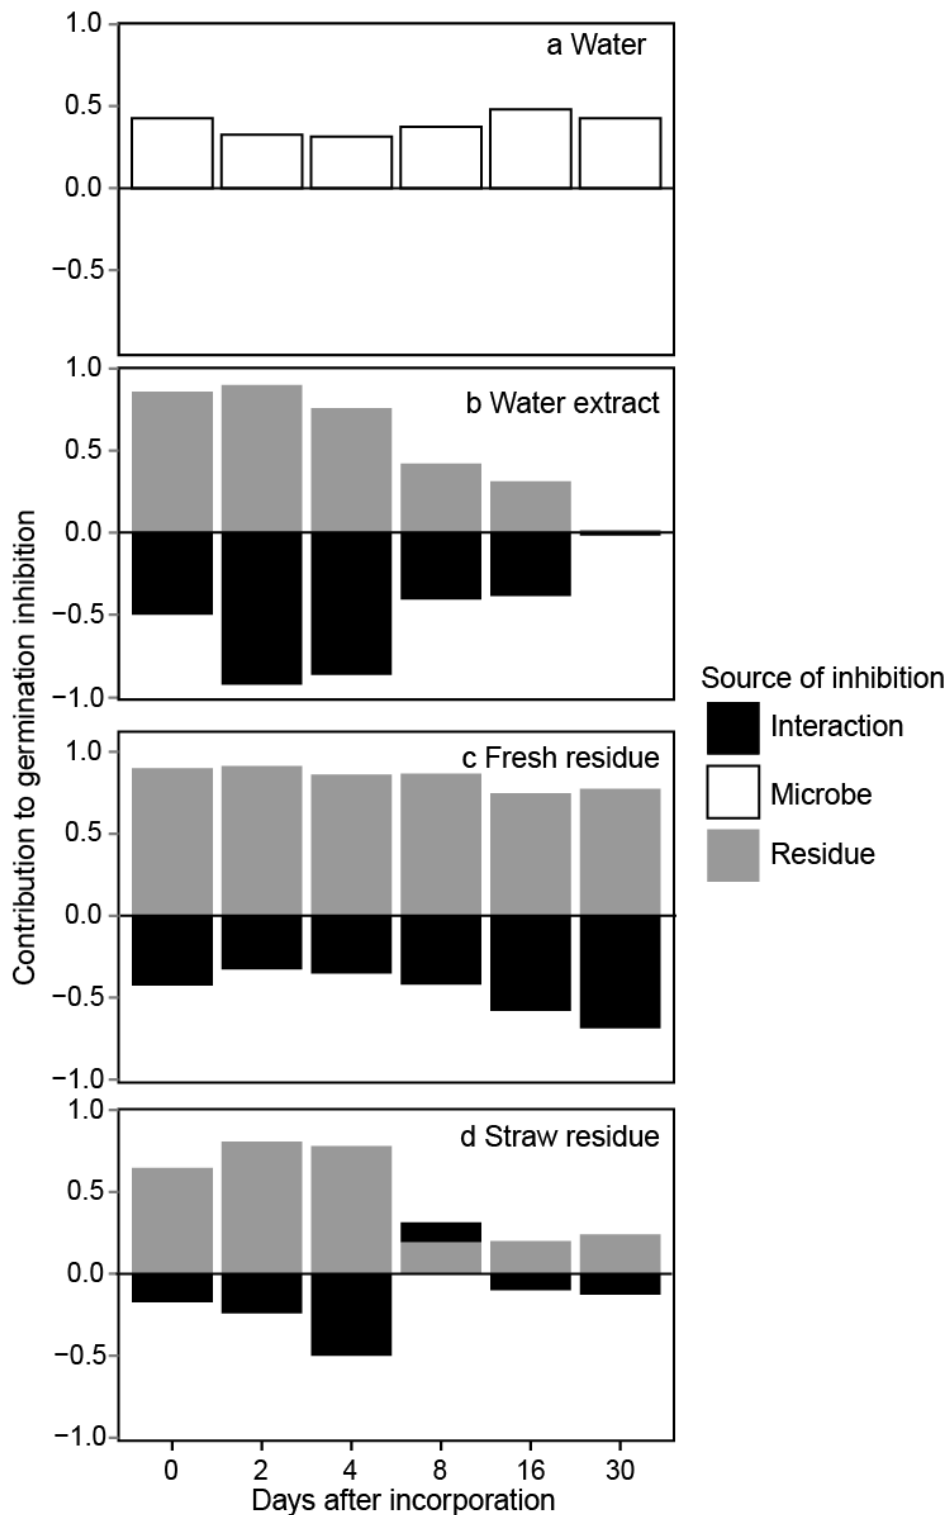 1.0
a Water
0.5
0.0
−0.5
1.0
b Water extract
0.5
0.0
−0.5
−1.0
1.0
c Fresh residue
0.5
0.0
−0.5
−1.0
1.0
d Straw residue
0.5
0.0
−0.5
−1.0
0 2 4 8 16 30
Days after incorporation
Contribution to germination inhibition
Source of inhibition
Interaction
Microbe
Residue